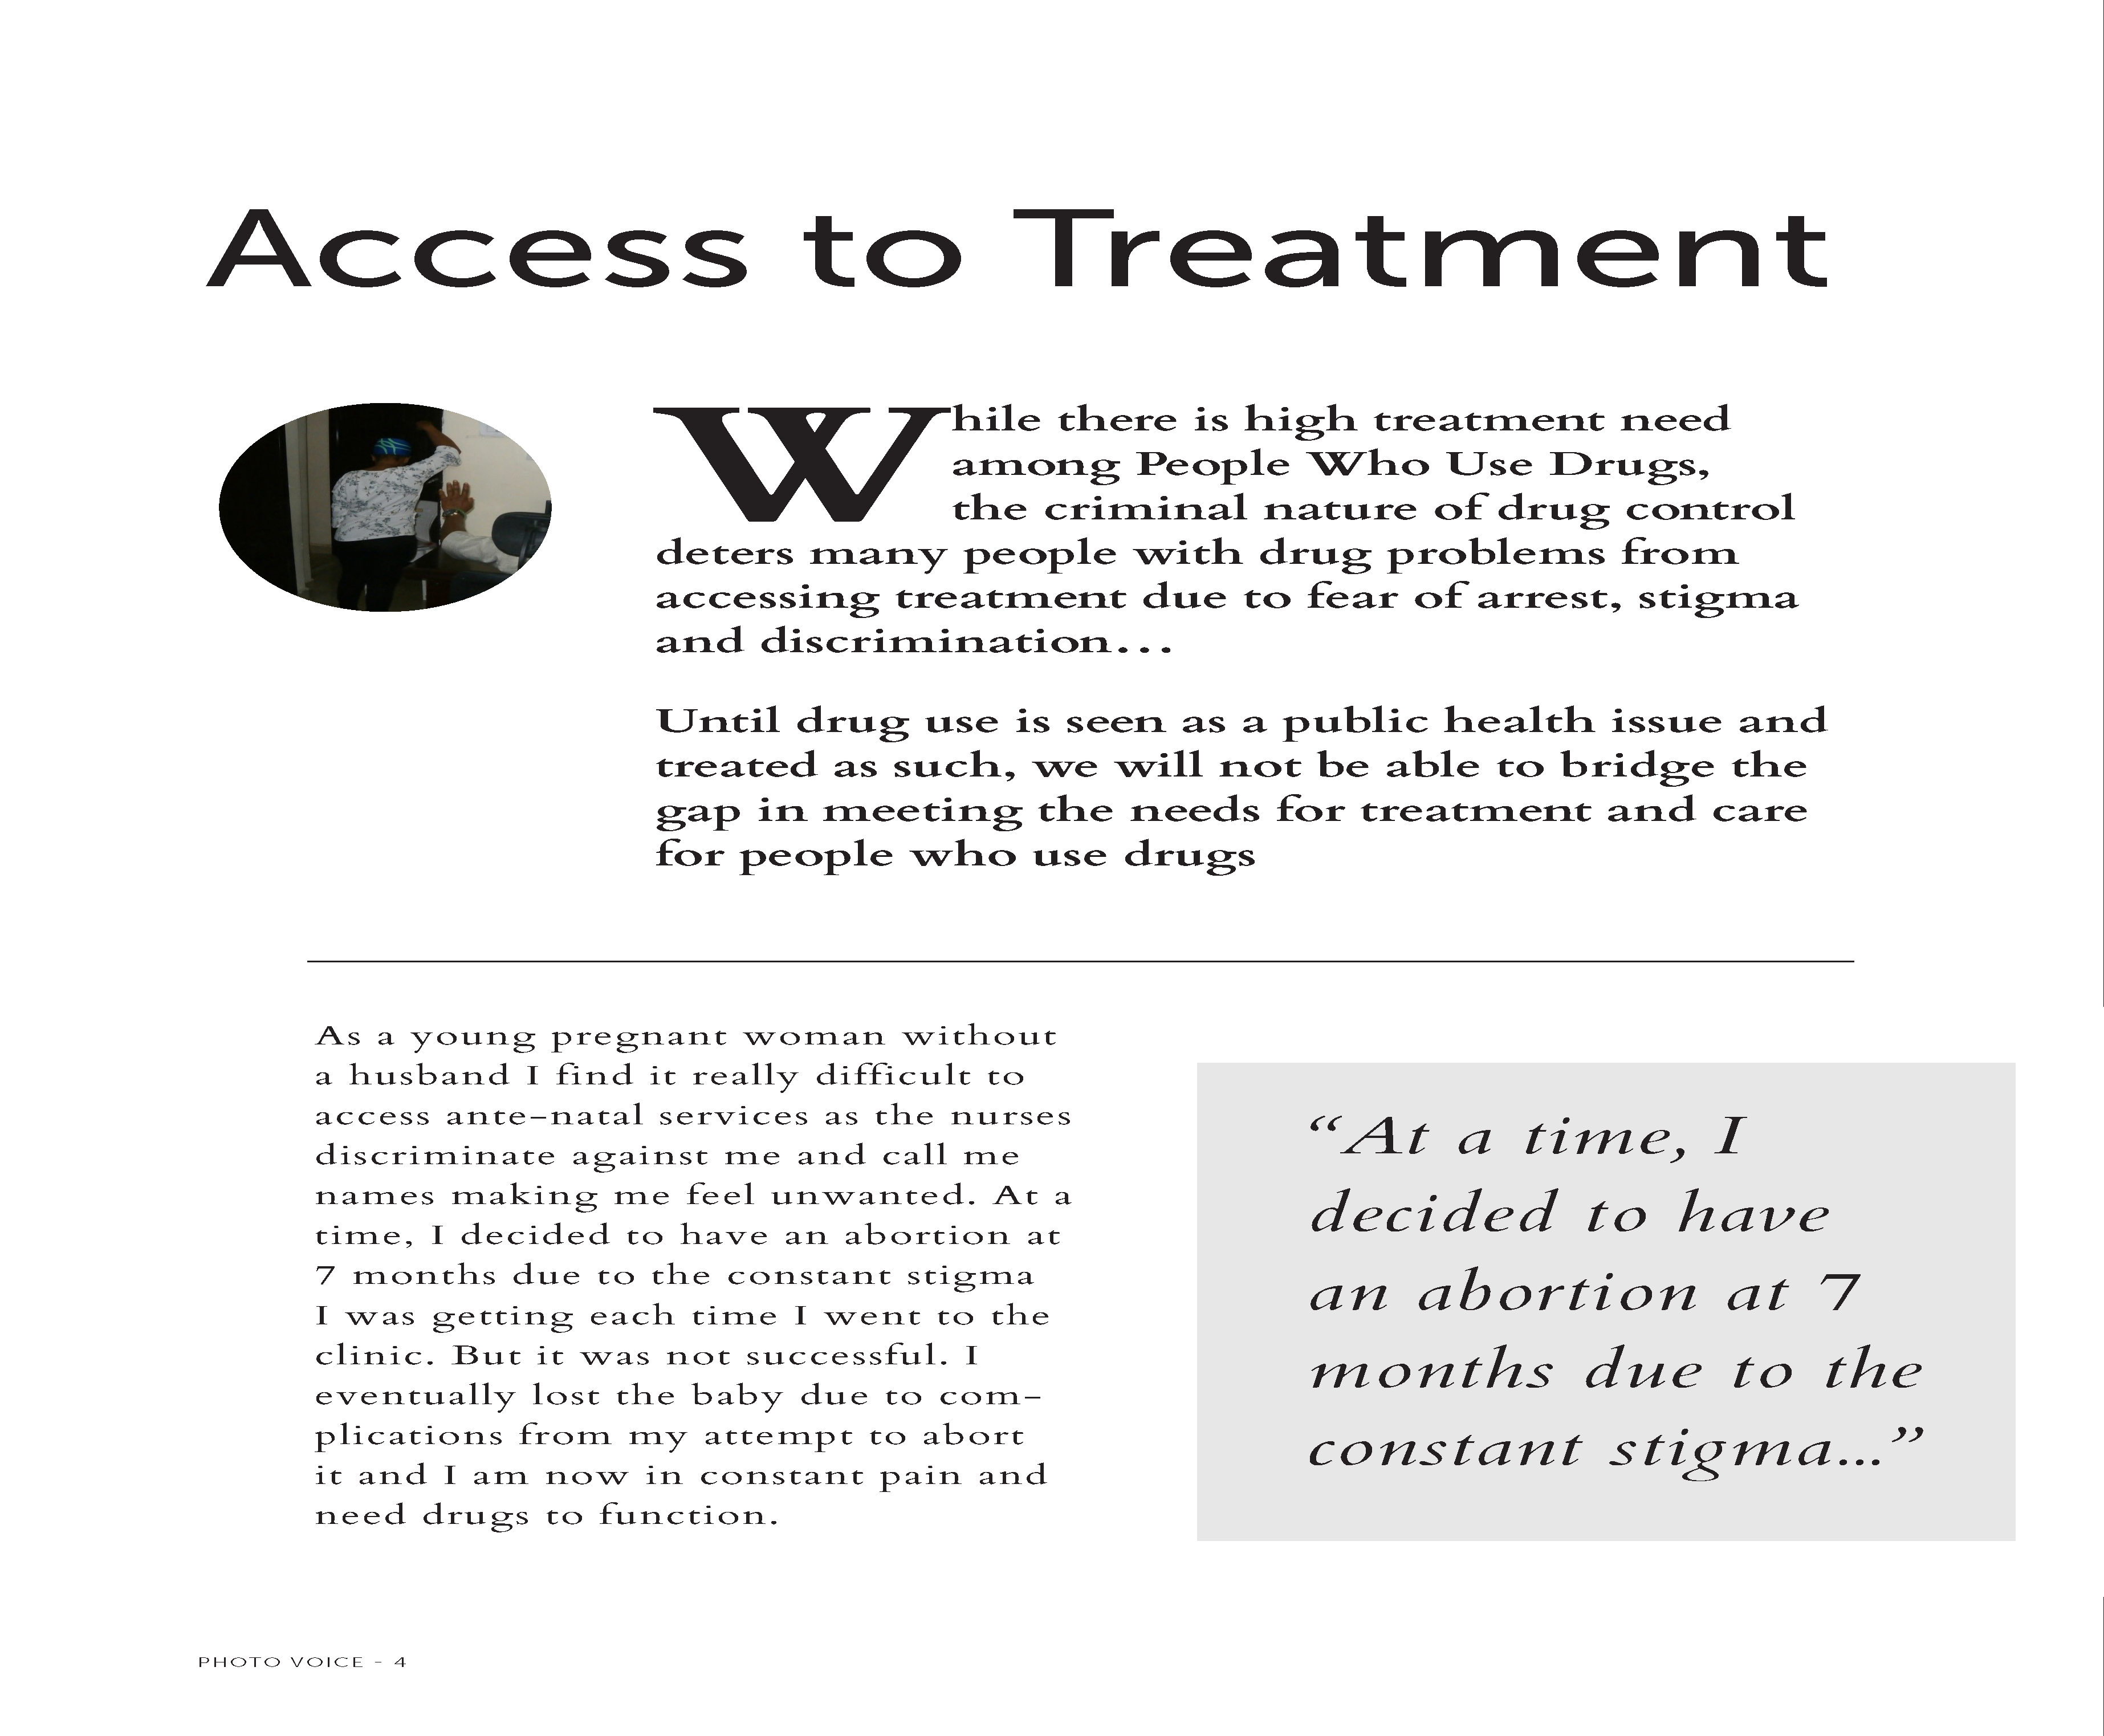 Access to Treatment
While there is high treatment need
among People Who Use Drugs,
the criminal nature of drug control
deters many people with drug problems from
accessing treatment due to fear of arrest, stigma
and discrimination…
Until drug use is seen as a public health issue and
treated as such, we will not be able to bridge the
gap in meeting the needs for treatment and care
for people who use drugs
As a young pregnant woman without
a husband I find it really difficult to
access ante-natal services as the nurses
discriminate against me and call me
names making me feel unwanted. At a
time, I decided to have an abortion at
7 months due to the constant stigma
I was getting each time I went to the
clinic. But it was not successful. I
eventually lost the baby due to com-
plications from my attempt to abort
it and I am now in constant pain and
need drugs to function.
“At a time, I
decided to have
an abortion at 7
months due to the
constant stigma...”
PHOTO VOICE - 4